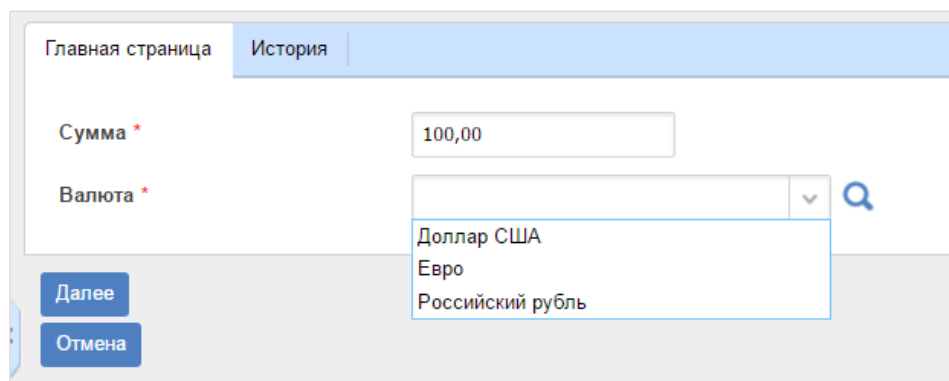 Главная страница История
Сумма * 100,00
Валюта *
Доллар США
Евро
Российский рубль
Далее
Отмена